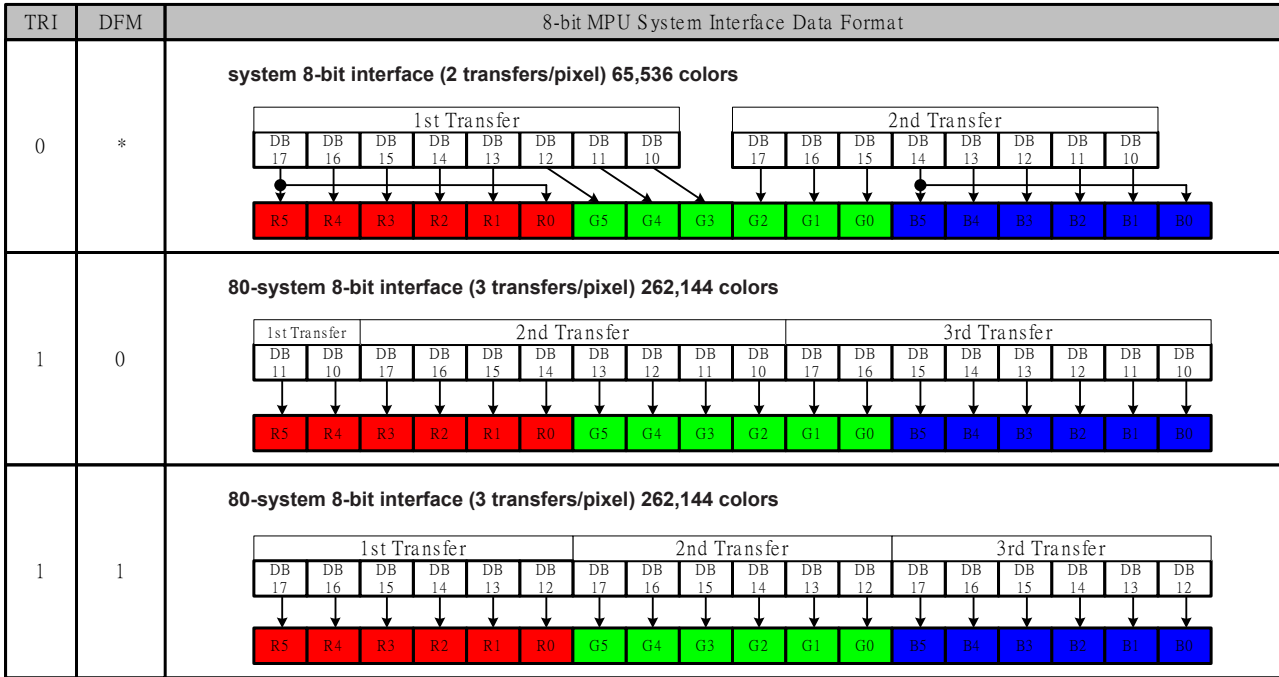 TRI DFM 8-bit MPU System Interface Data Format
system 8-bit interface (2 transfers/pixel) 65,536 colors
1st Transfer 2nd Transfer
0 *
DB DB DB DB DB DB DB DB DB DB DB DB DB DB DB DB
17 16 15 14 13 12 11 10 17 16 15 14 13 12 11 10
R5 R4 R3 R2 R1 R0 G5 G4 G3 G2 G1 G0 B5 B4 B3 B2 B1 B0
80-system 8-bit interface (3 transfers/pixel) 262,144 colors
1st Transfer 2nd Transfer 3rd Transfer
1 0
DB DB DB DB DB DB DB DB DB DB DB DB DB DB DB DB DB DB
11 10 17 16 15 14 13 12 11 10 17 16 15 14 13 12 11 10
R5 R4 R3 R2 R1 R0 G5 G4 G3 G2 G1 G0 B5 B4 B3 B2 B1 B0
80-system 8-bit interface (3 transfers/pixel) 262,144 colors
1st Transfer 2nd Transfer 3rd Transfer
1 1
DB DB DB DB DB DB DB DB DB DB DB DB DB DB DB DB DB DB
17 16 15 14 13 12 17 16 15 14 13 12 17 16 15 14 13 12
R5 R4 R3 R2 R1 R0 G5 G4 G3 G2 G1 G0 B5 B4 B3 B2 B1 B0